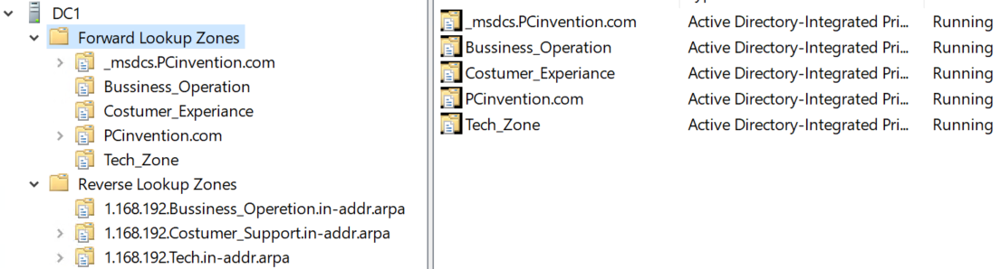 DC1
Forward Lookup Zones
_msdcs.PCinvention.com
Bussiness_Operation
Costumer_Experiance
PCinvention.com
Tech_Zone
Reverse Lookup Zones
1.168.192.Bussiness_Operetion.in-addr.arpa
1.168.192.Costumer_Support.in-addr.arpa
1.168.192.Tech.in-addr.arpa
_msdcs.PCinvention.com Active Directory-Integrated Pri... Running
Bussiness_Operation Active Directory-Integrated Pri... Running
Costumer_Experiance Active Directory-Integrated Pri... Running
PCinvention.com Active Directory-Integrated Pri... Running
Tech_Zone Active Directory-Integrated Pri... Running